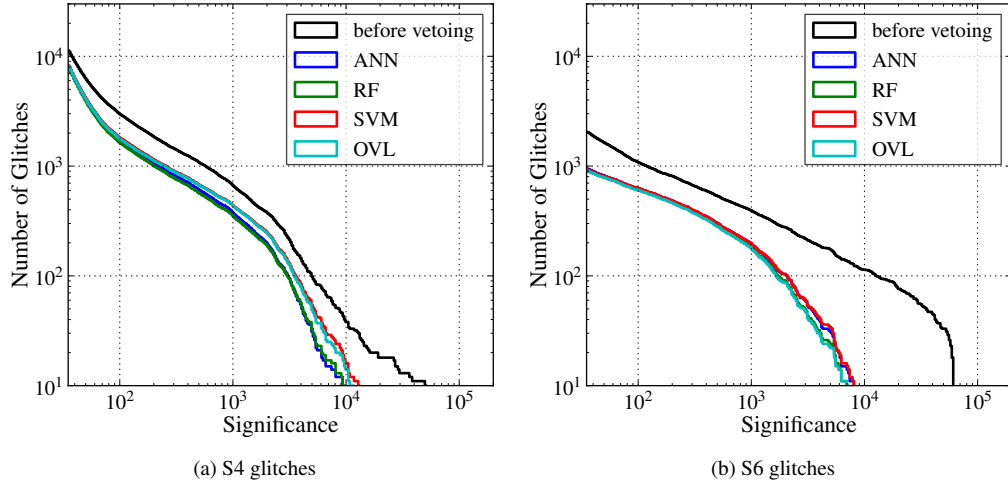 before vetoing
ANN
RF
SVM
OVL
Number of Glitches
10^4
10^3
10^2
10^1
10^2 10^3 10^4 10^5
Significance
(a) S4 glitches
before vetoing
ANN
RF
SVM
OVL
Number of Glitches
10^4
10^3
10^2
10^1
10^2 10^3 10^4 10^5
Significance
(b) S6 glitches